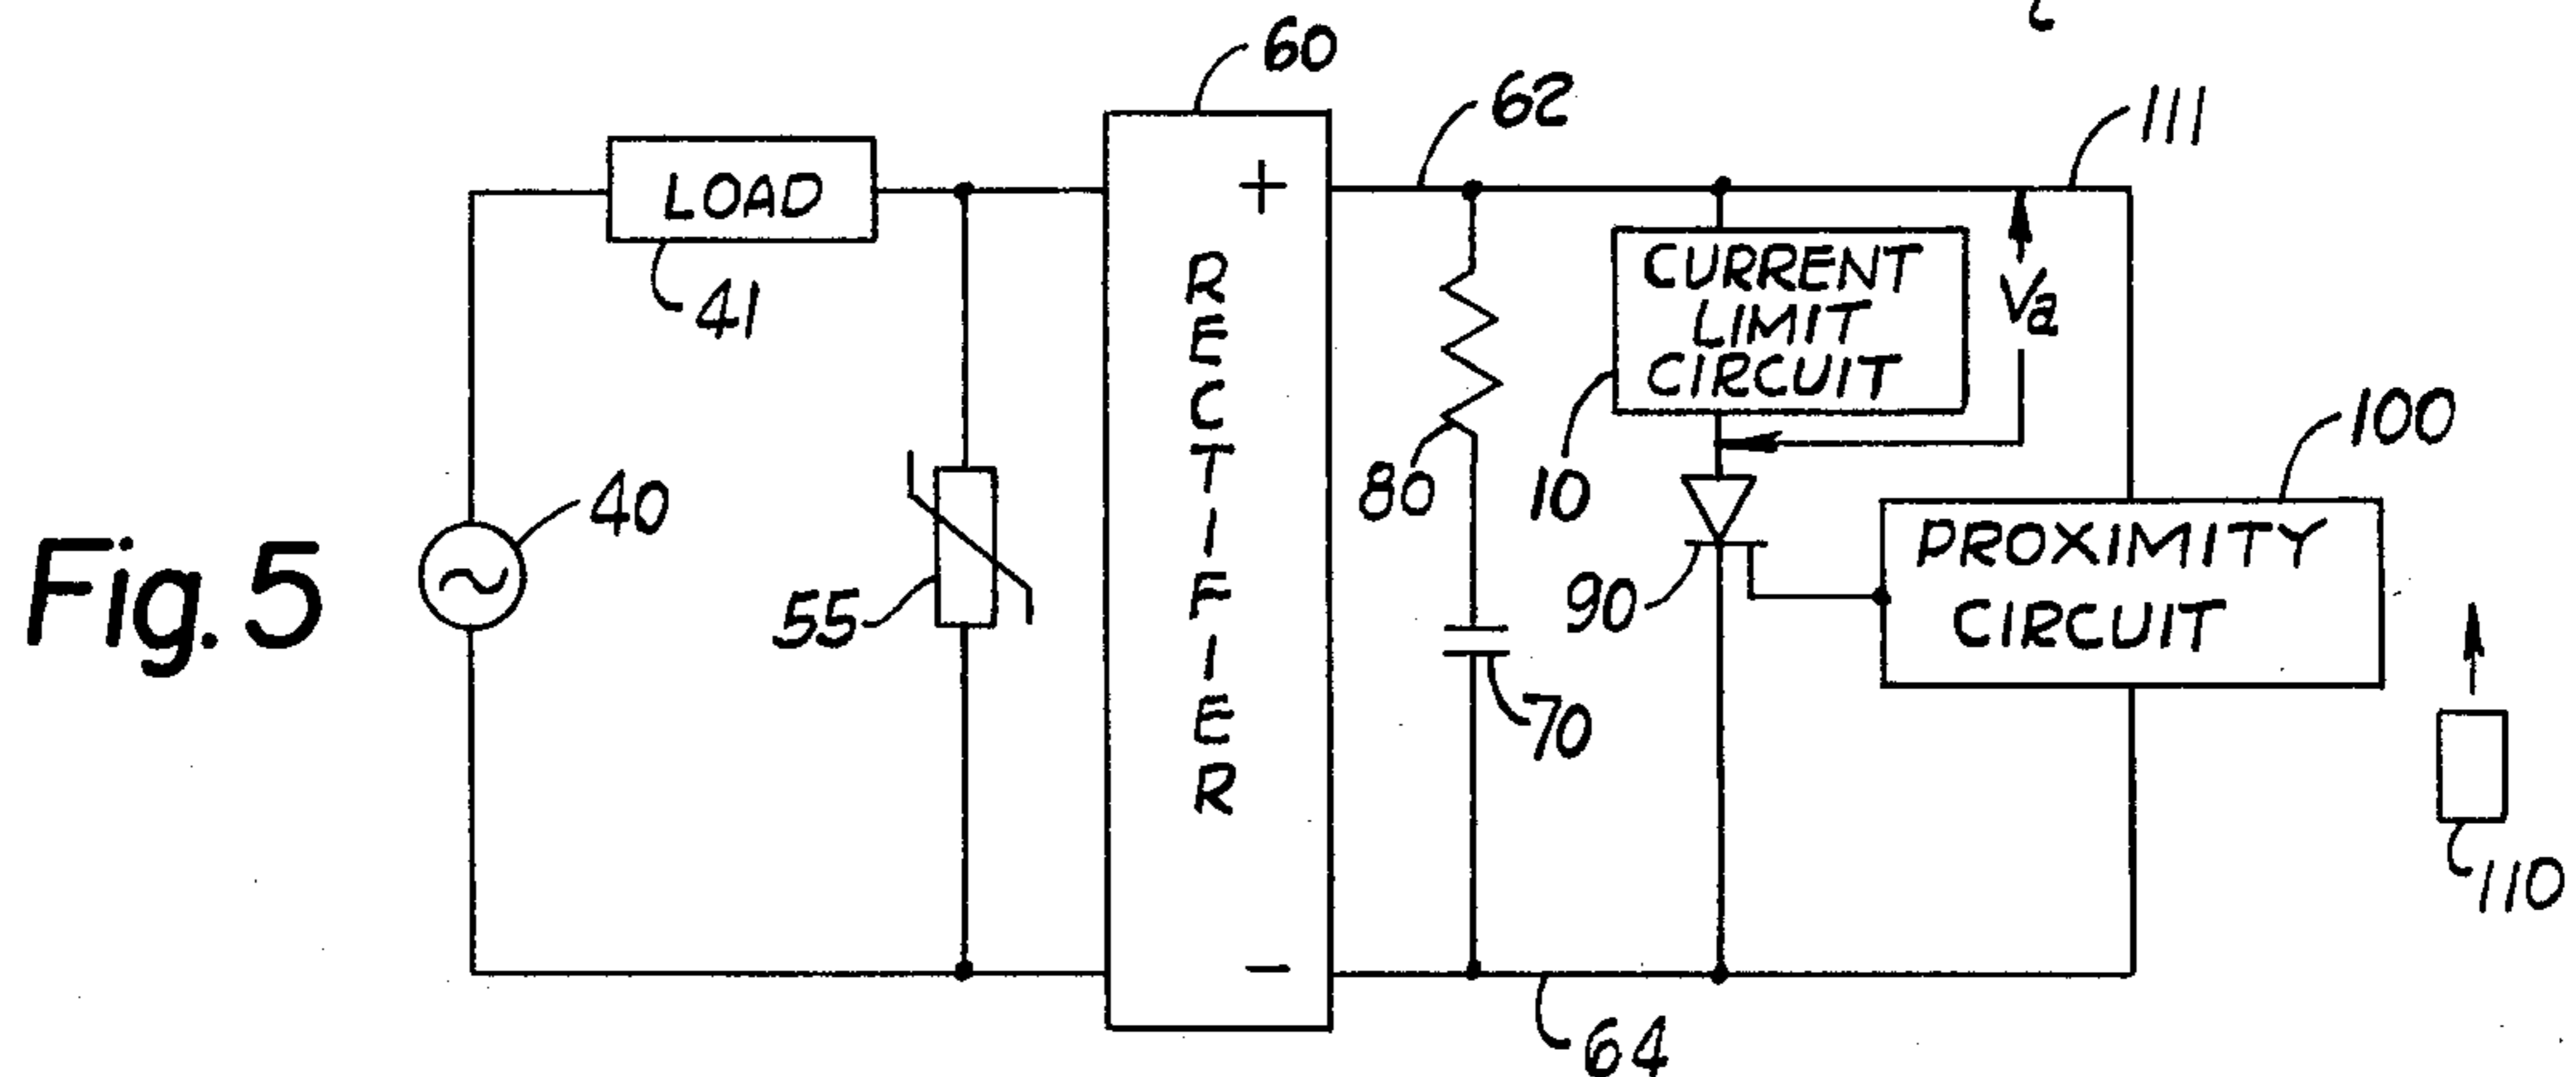 Fig. 5
60
62
111
LOAD
41
+
RECTIFIER
−
CURRENT
LIMIT
CIRCUIT
Va
100
80
10
40
55
90
PROXIMITY
CIRCUIT
70
110
64